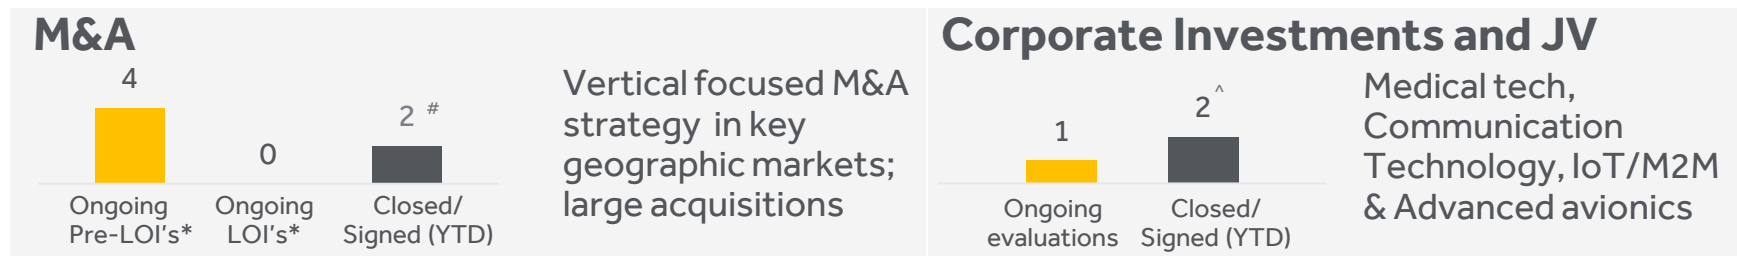 M&A
4
0
2 #
Ongoing
Pre-LOI's*
Ongoing
LOI's*
Closed/
Signed (YTD)
Vertical focused M&A
strategy in key
geographic markets;
large acquisitions
Corporate Investments and JV
1
2^
Ongoing
evaluations
Closed/
Signed (YTD)
Medical tech,
Communication
Technology, IoT/M2M
& Advanced avionics